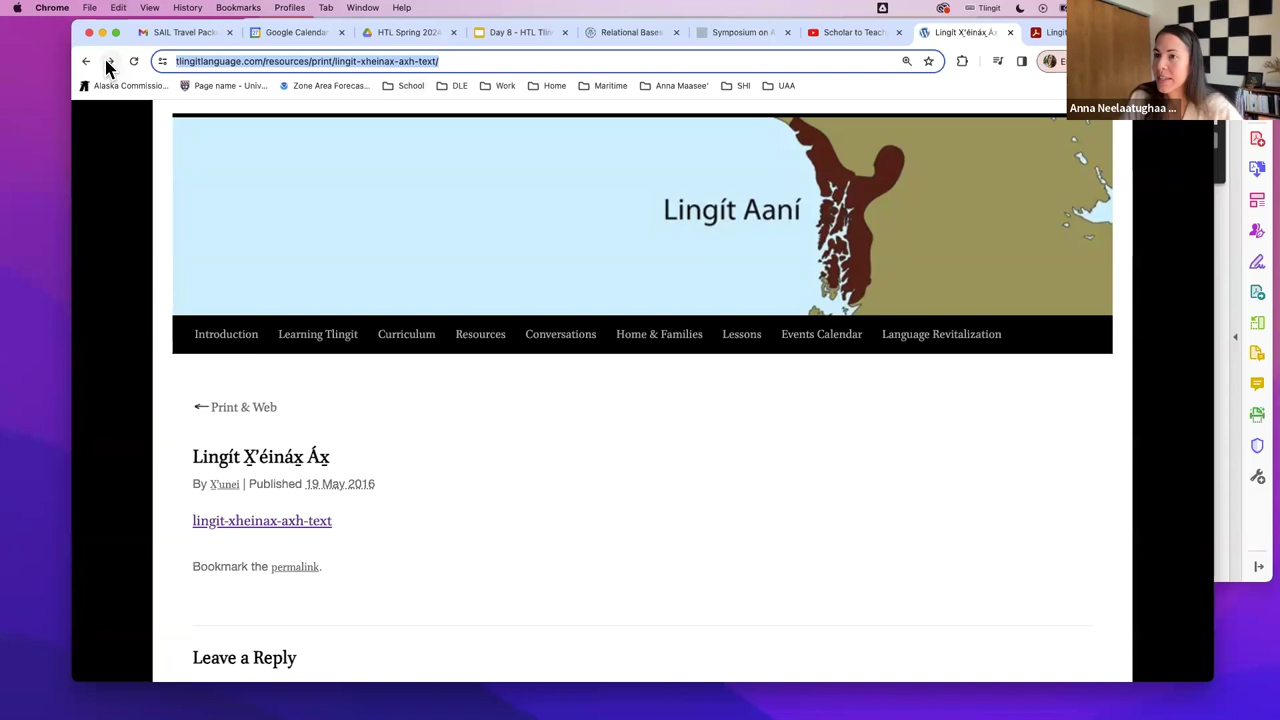 Chrome File Edit View History Bookmarks Profiles Tab Window Help Tlingit
SAIL Travel Pack
Google Calendar
HTL Spring 2024
Day 8 - HTL Tlin
Relational Bases
Symposium on A
Scholar to Teach
Lingít X̱ʼéináx̱ Áx̱
Lingít
tlingitlanguage.com/resources/print/lingit-xheinax-axh-text/
Alaska Commissio... Page name - Univ... Zone Area Forecas... School DLE Work Home Maritime Anna Maasee' SHI UAA
Anna Neelaatughaa ...
Lingít Aaní
Introduction Learning Tlingit Curriculum Resources Conversations Home & Families Lessons Events Calendar Language Revitalization
← Print & Web
Lingít X̱’éináx̱ Áx̱
By X̱'unei | Published 19 May 2016
lingit-xheinax-axh-text
Bookmark the permalink.
Leave a Reply